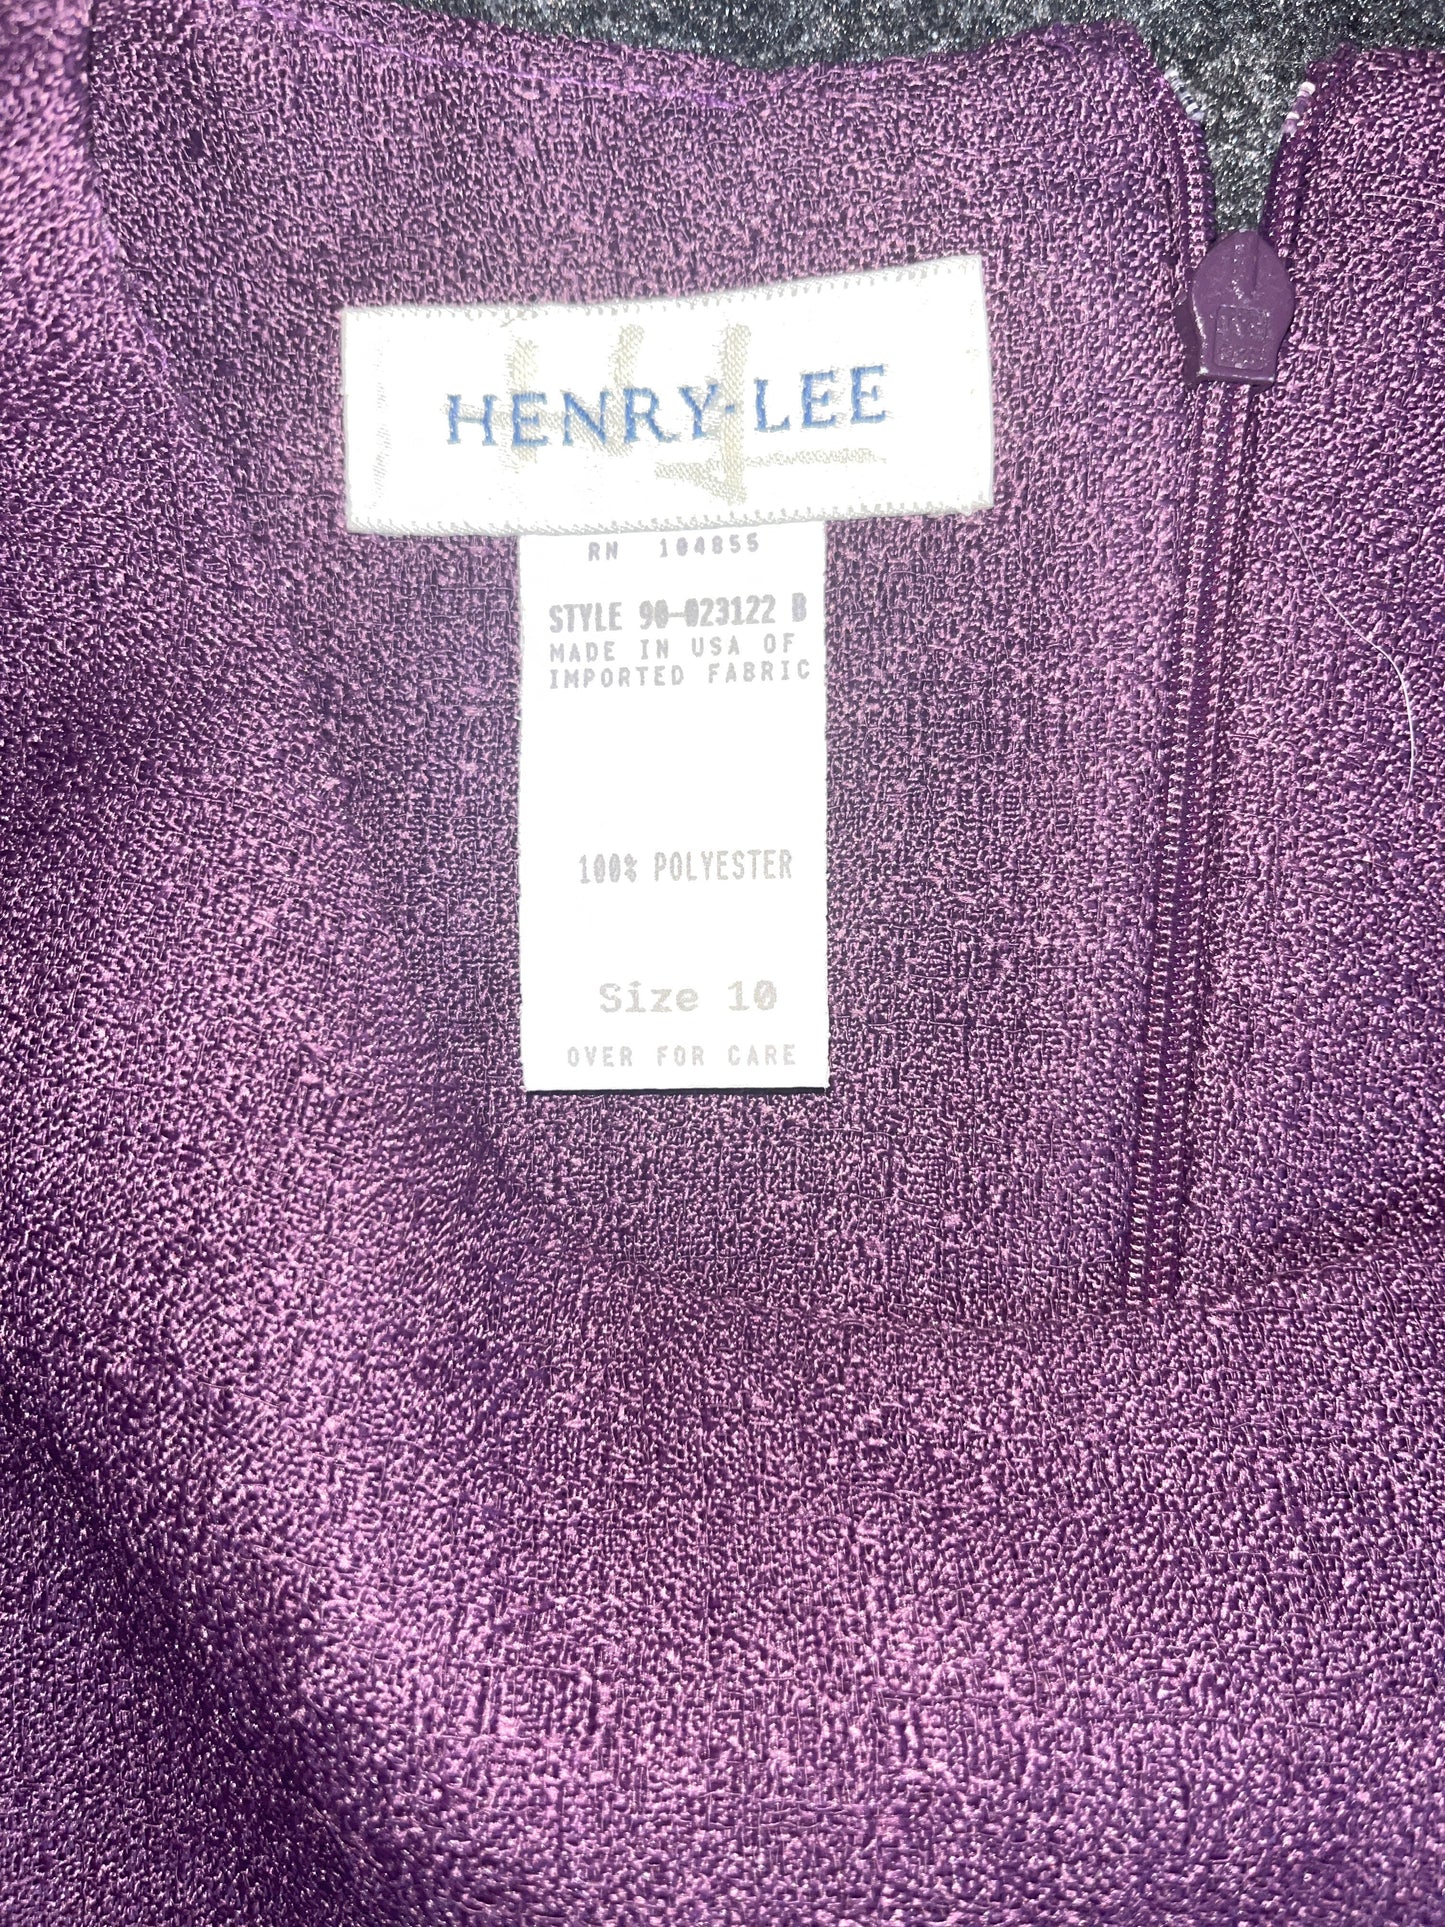 HENRY-LEE
RN 104855
STYLE 90-023122 B
MADE IN USA OF
IMPORTED FABRIC
100% POLYESTER
Size 10
OVER FOR CARE